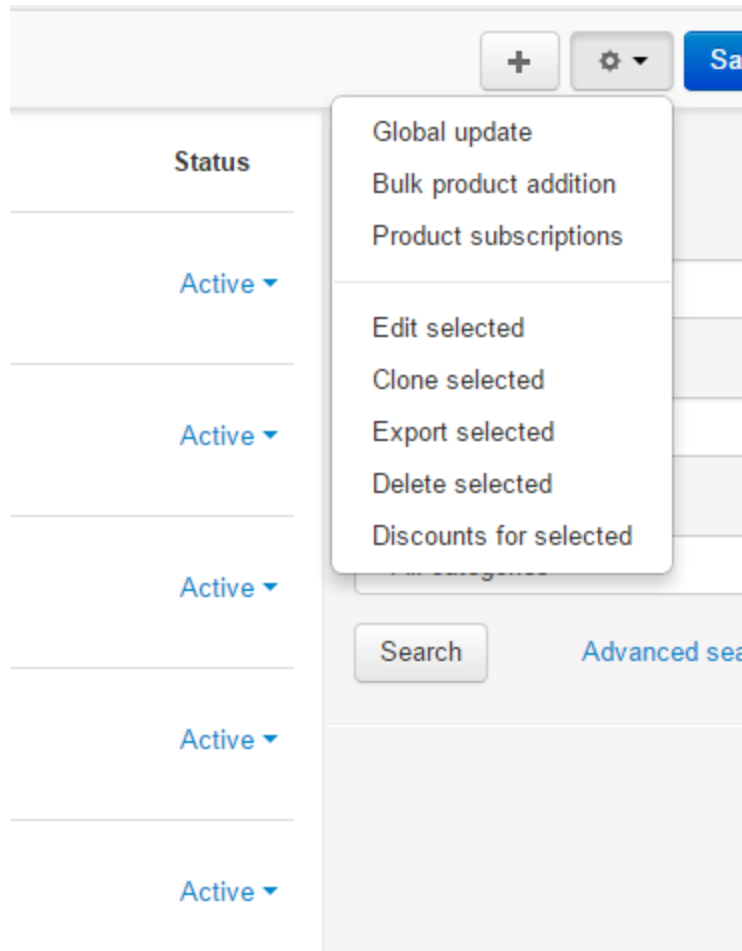 Sa
Status
Global update
Bulk product addition
Product subscriptions
Active
Edit selected
Clone selected
Active
Export selected
Delete selected
Discounts for selected
Active
Search
Advanced sea
Active
Active